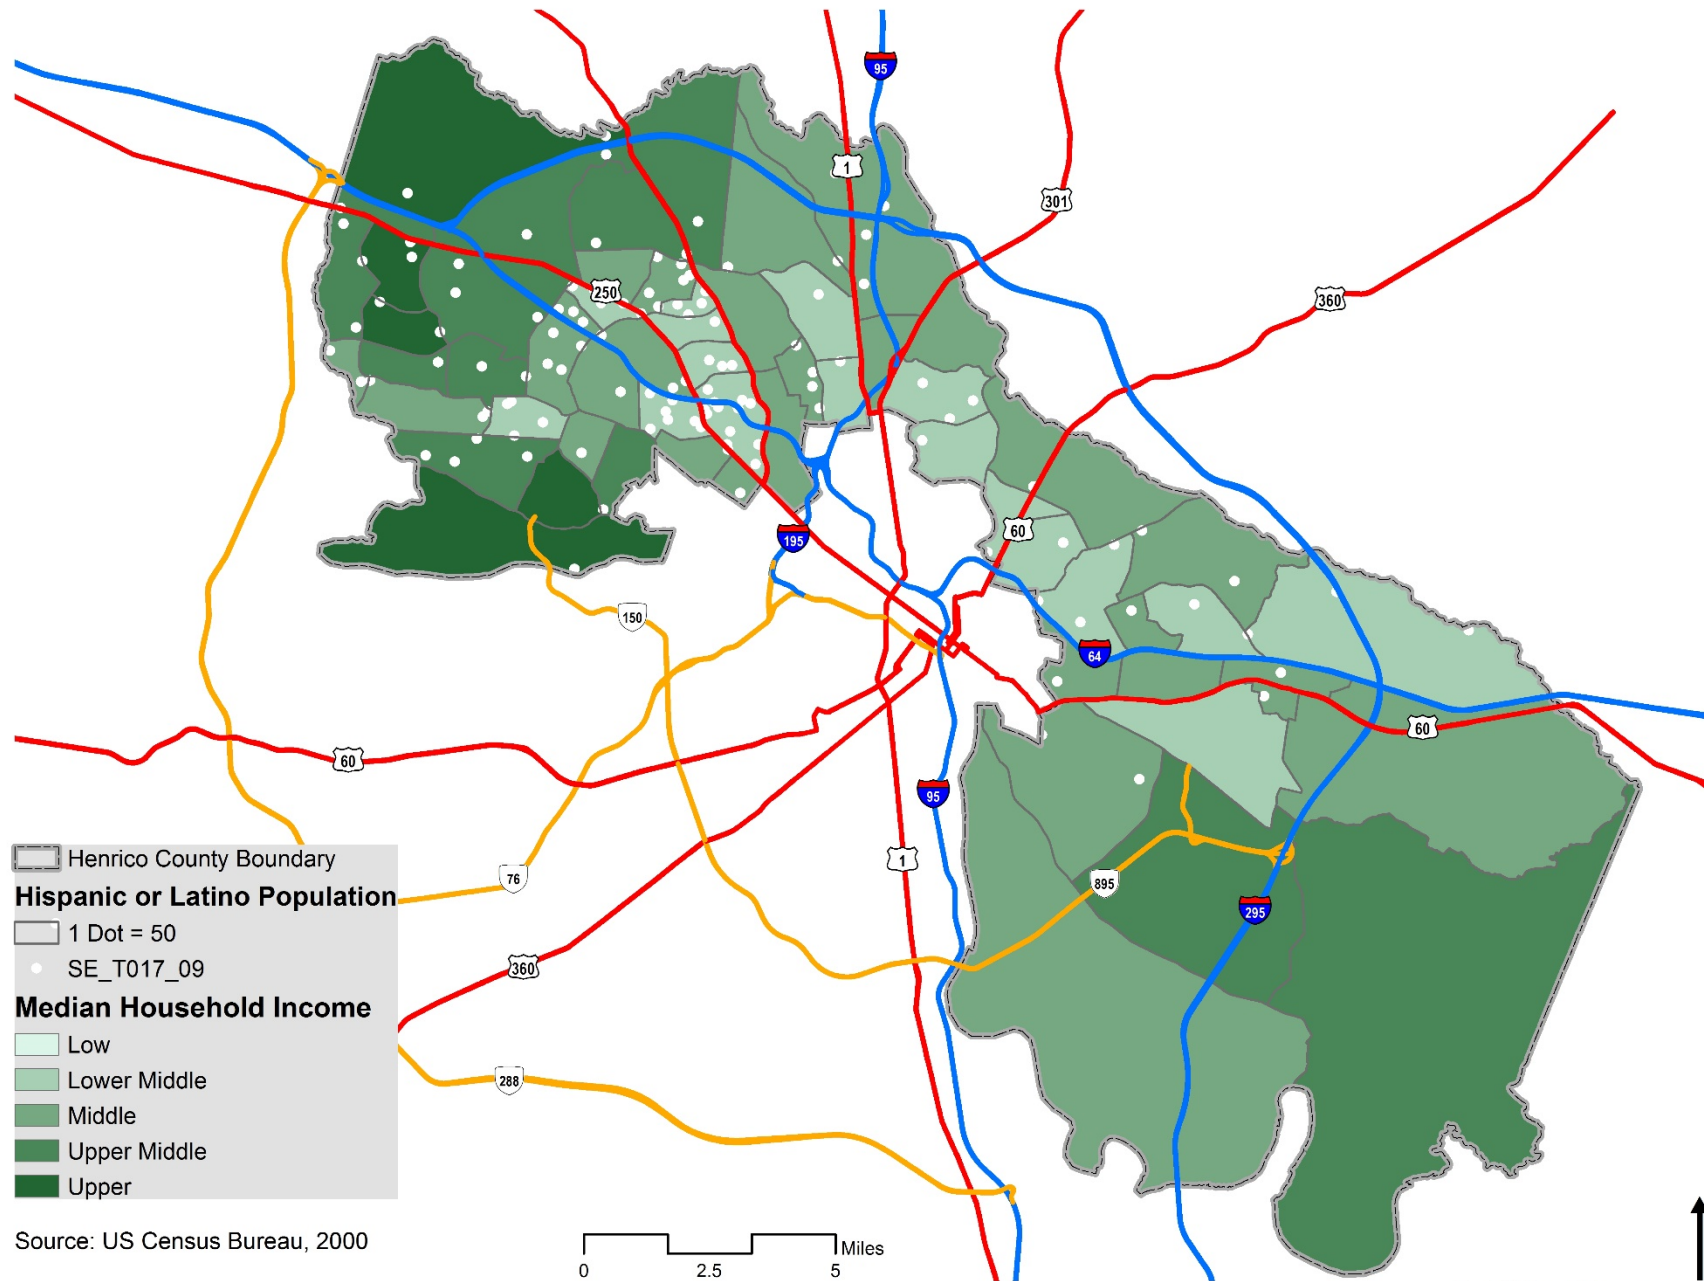 95
1
301
250
360
60
195
150
64
60
60
95
76
1
895
295
360
288
Henrico County Boundary
Hispanic or Latino Population
1 Dot = 50
SE_T017_09
Median Household Income
Low
Lower Middle
Middle
Upper Middle
Upper
Source: US Census Bureau, 2000
Miles
0 2.5 5